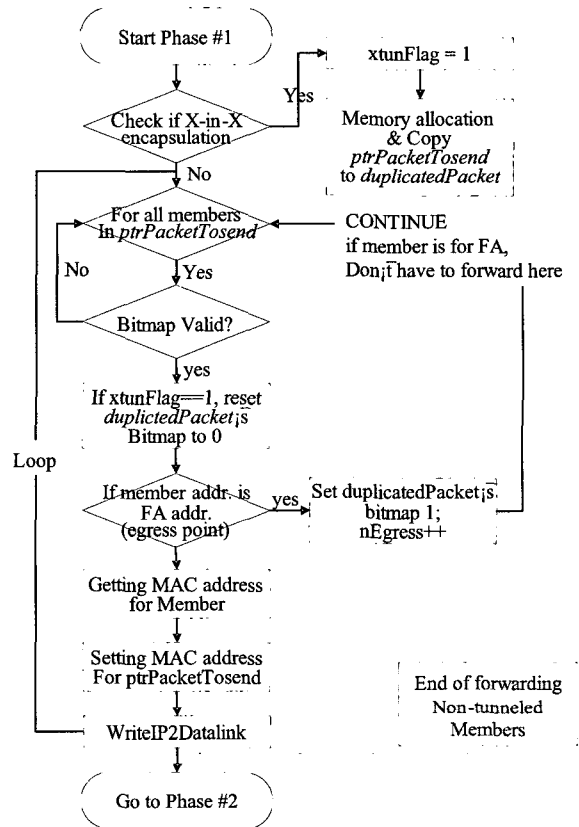 Start Phase #1
xtunFlag = 1
Yes
Check if X-in-X
encapsulation
Memory allocation
& Copy
ptrPacketTosend
to duplicatedPacket
No
For all members
In ptrPacketTosend
CONTINUE
if member is for FA,
Don¡t̄ have to forward here
No
Yes
Bitmap Valid?
yes
If xtunFlag==1, reset
duplictedPacket¡s̄
Bitmap to 0
Loop
If member addr. is
FA addr.
(egress point)
yes
Set duplicatedPacket¡s̄
bitmap 1;
nEgress++
Getting MAC address
for Member
Setting MAC address
For ptrPacketTosend
End of forwarding
Non-tunneled
Members
WriteIP2Datalink
Go to Phase #2